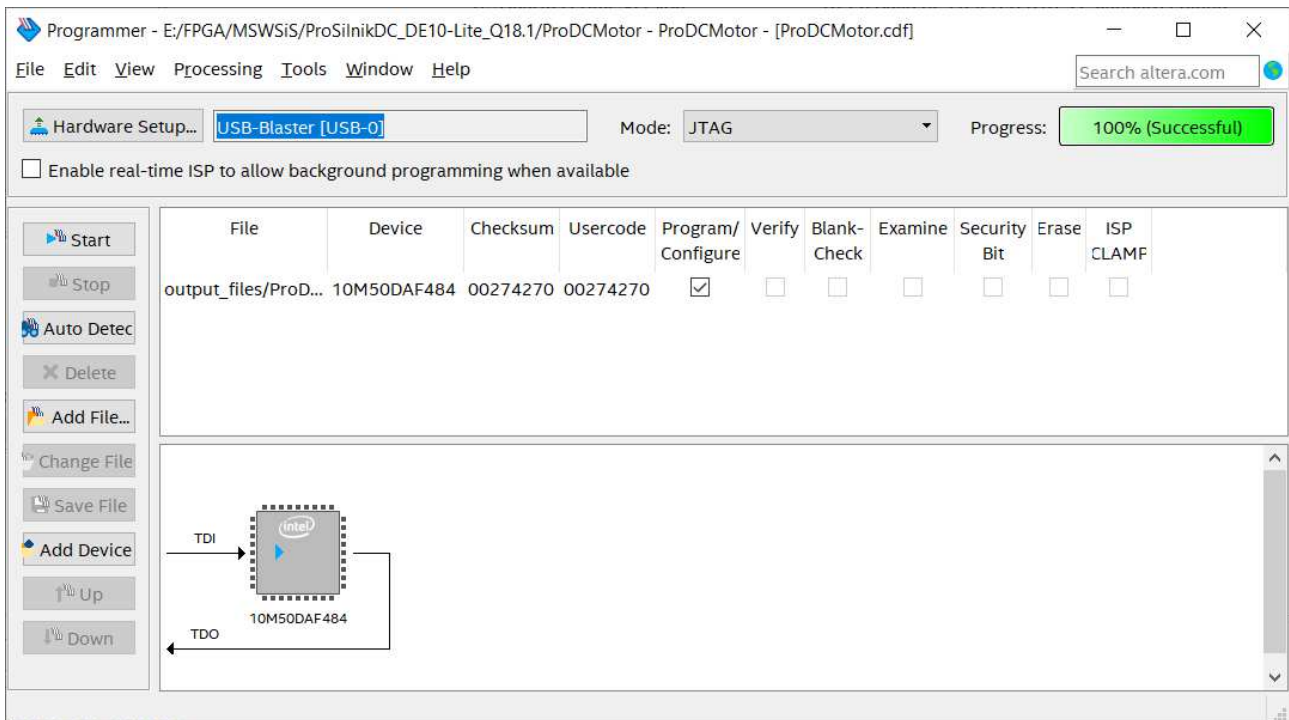 Programmer - E:/FPGA/MSWSiS/ProSilnikDC_DE10-Lite_Q18.1/ProDCMotor - ProDCMotor - [ProDCMotor.cdf]
File Edit View Processing Tools Window Help
Search altera.com
Hardware Setup... USB-Blaster [USB-0] Mode: JTAG Progress: 100% (Successful)
Enable real-time ISP to allow background programming when available
Start
Stop
Auto Detec
Delete
Add File...
Change File
Save File
Add Device
Up
Down
File Device Checksum Usercode Program/ Verify Blank- Examine Security Erase ISP
Configure Check Bit CLAMP
output_files/ProD... 10M50DAF484 00274270 00274270
TDI
intel
10M50DAF484
TDO